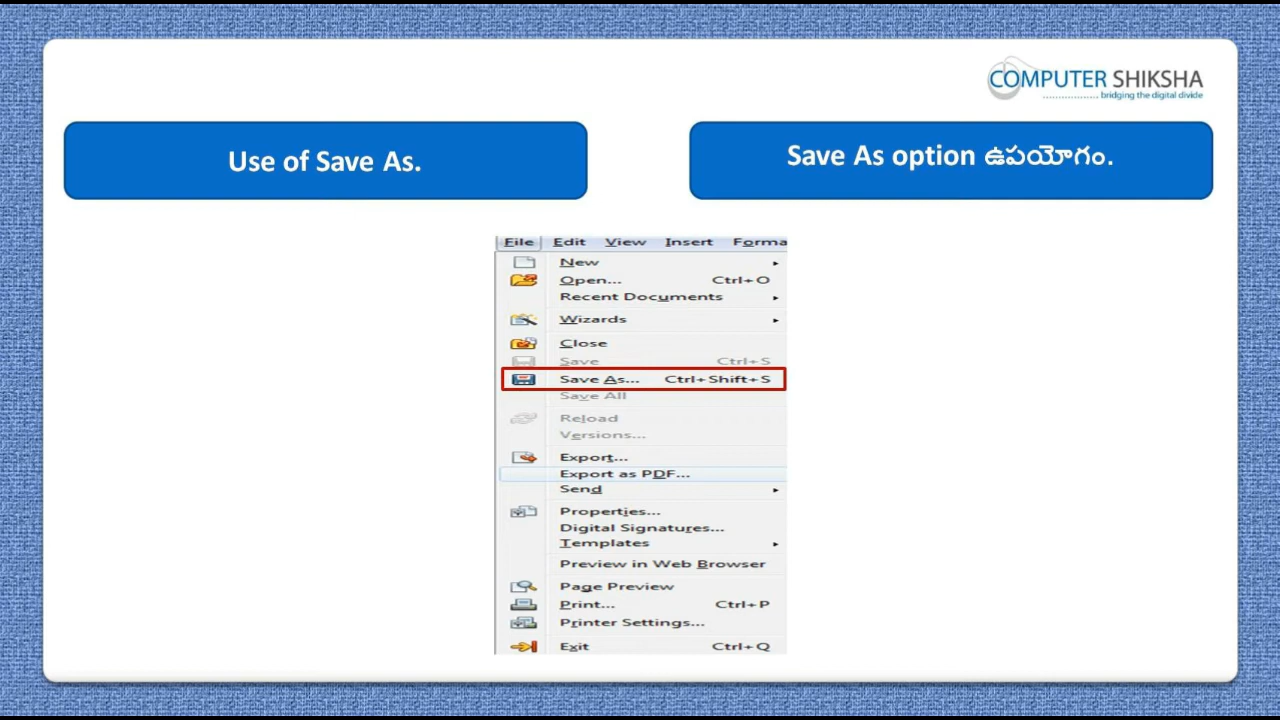 COMPUTER SHIKSHA
bridging the digital divide
Use of Save As.
Save As option ఉపయోగం.
File Edit View Insert Forma
New
Open... Ctrl+O
Recent Documents
Wizards
Close
Save Ctrl+S
Save As... Ctrl+Shift+S
Save All
Reload
Versions...
Export...
Export as PDF...
Send
Properties...
Digital Signatures...
Templates
Preview in Web Browser
Page Preview
Print... Ctrl+P
Printer Settings...
Exit Ctrl+Q